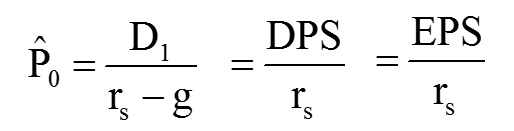 P̂₀ = D₁ / (rₛ − g) = DPS / rₛ = EPS / rₛ